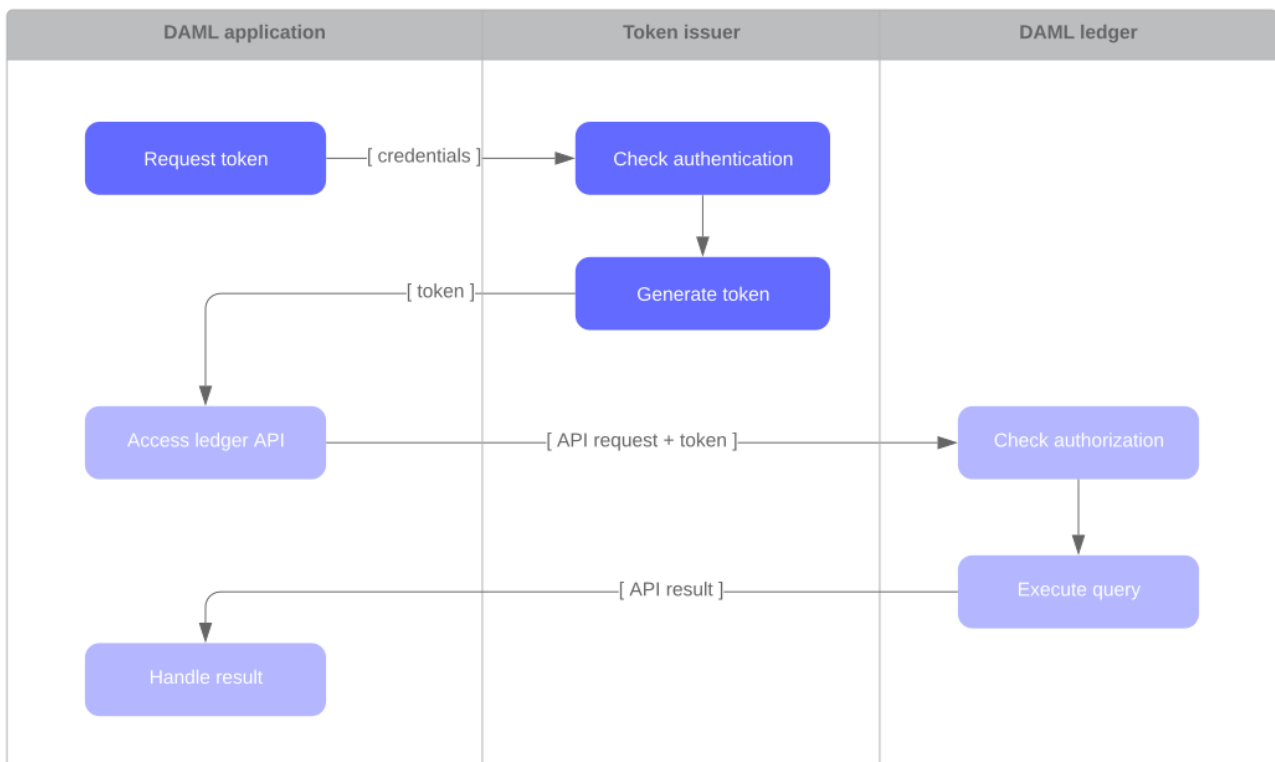 DAML application
Token issuer
DAML ledger
Request token
[ credentials ]
Check authentication
[ token ]
Generate token
Access ledger API
[ API request + token ]
Check authorization
[ API result ]
Execute query
Handle result